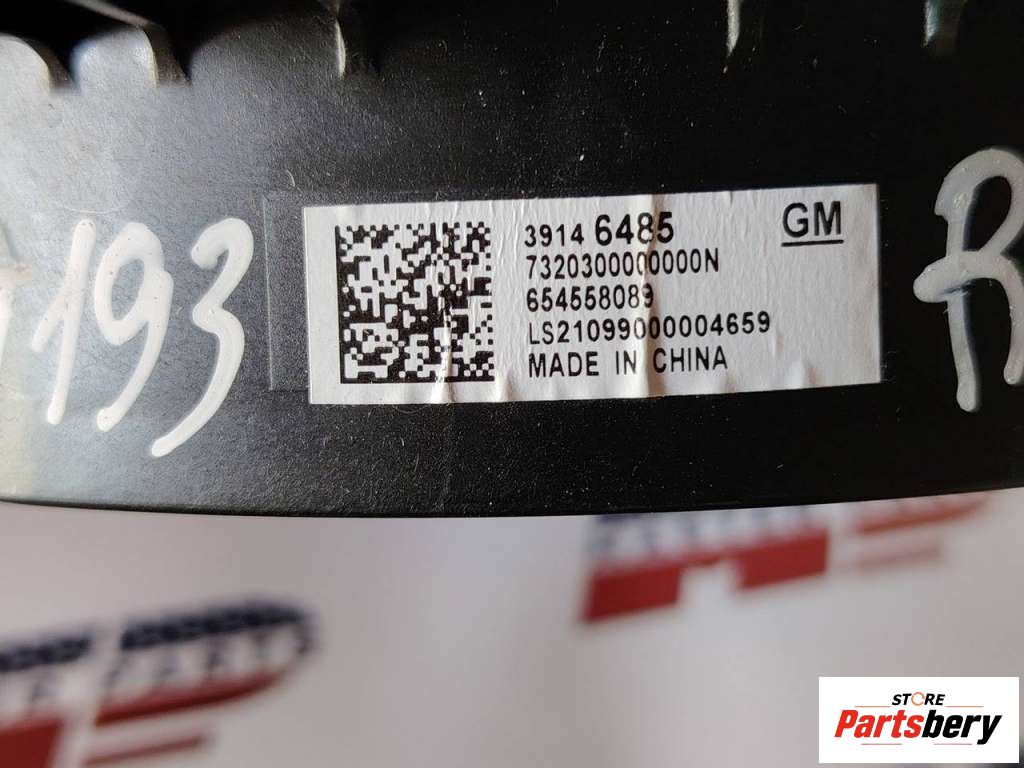 193
3914 6485
GM
7320300000000N
654558089
LS21099000004659
MADE IN CHINA
R
STORE
Partsbery